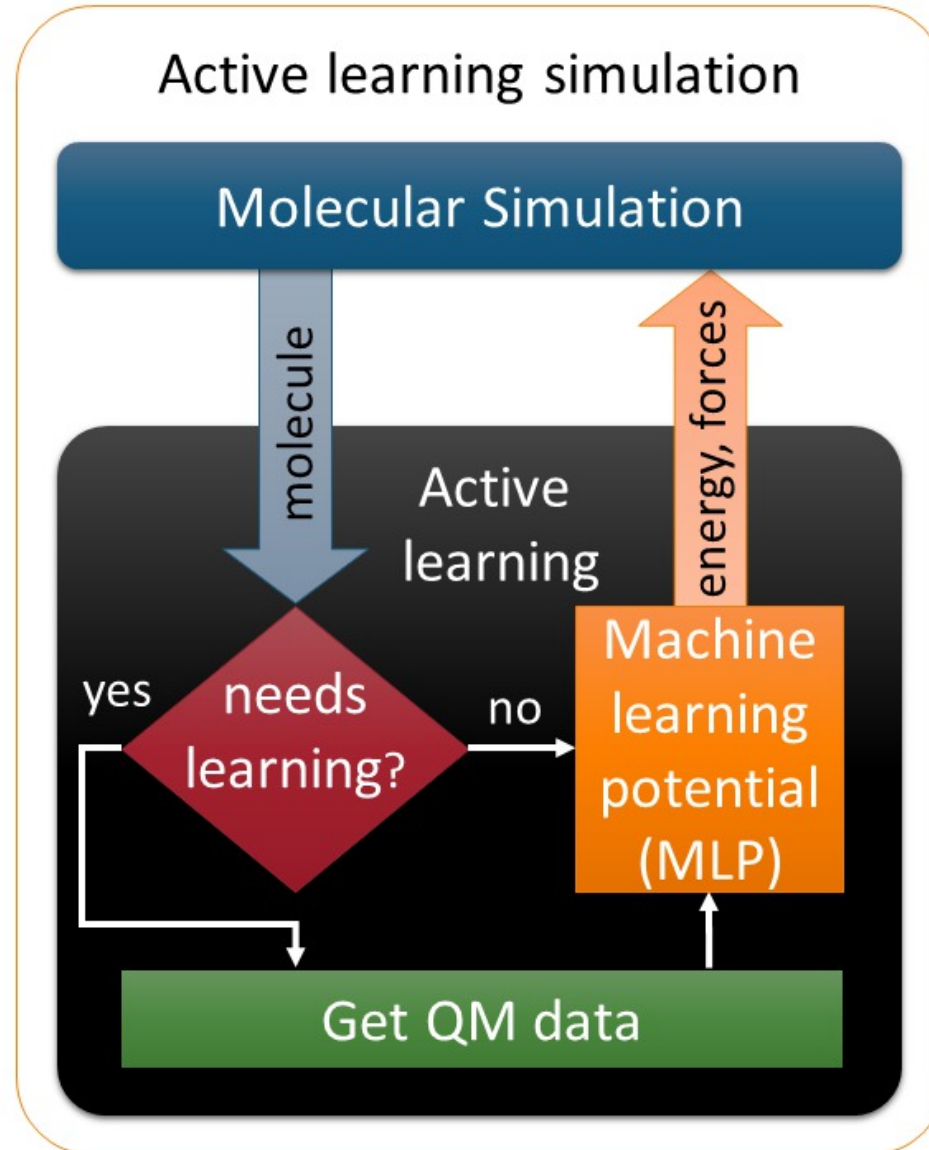 Active learning simulation
Molecular Simulation
molecule
energy, forces
Active
learning
yes
needs
learning?
no
Machine
learning
potential
(MLP)
Get QM data